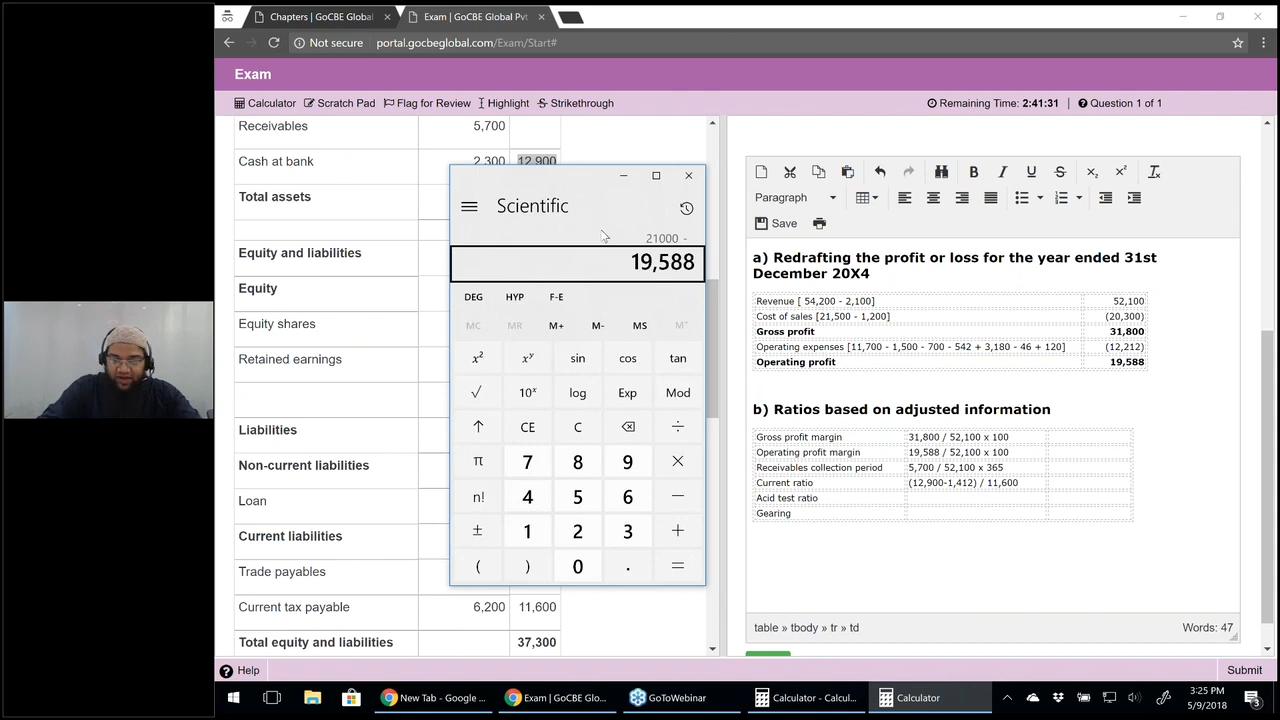 Chapters | GoCBE Global
Exam | GoCBE Global Pvt
Not secure
portal.gocbeglobal.com/Exam/Start#
Exam
Calculator
Scratch Pad
Flag for Review
Highlight
Strikethrough
Remaining Time: 2:41:31
Question 1 of 1
Receivables 5,700
Cash at bank 2,300 12,900
Total assets
Equity and liabilities
Equity
Equity shares
Retained earnings
Liabilities
Non-current liabilities
Loan
Current liabilities
Trade payables
Current tax payable 6,200 11,600
Total equity and liabilities 37,300
Scientific
21000 -
19,588
DEG HYP F-E
MC MR M+ M- MS M˅
x² xʸ sin cos tan
√ 10ˣ log Exp Mod
↑ CE C ÷
π 7 8 9 ×
n! 4 5 6 −
± 1 2 3 +
( ) 0 . =
B I U S x₂ x² Tx
Paragraph
Save
a) Redrafting the profit or loss for the year ended 31st
December 20X4
Revenue [ 54,200 - 2,100] 52,100
Cost of sales [21,500 - 1,200] (20,300)
Gross profit 31,800
Operating expenses [11,700 - 1,500 - 700 - 542 + 3,180 - 46 + 120] (12,212)
Operating profit 19,588
b) Ratios based on adjusted information
Gross profit margin 31,800 / 52,100 x 100
Operating profit margin 19,588 / 52,100 x 100
Receivables collection period 5,700 / 52,100 x 365
Current ratio (12,900-1,412) / 11,600
Acid test ratio
Gearing
table » tbody » tr » td
Words: 47
Help
Submit
New Tab - Google ...
Exam | GoCBE Glo...
GoToWebinar
Calculator - Calcul...
Calculator
3:25 PM
5/9/2018
3